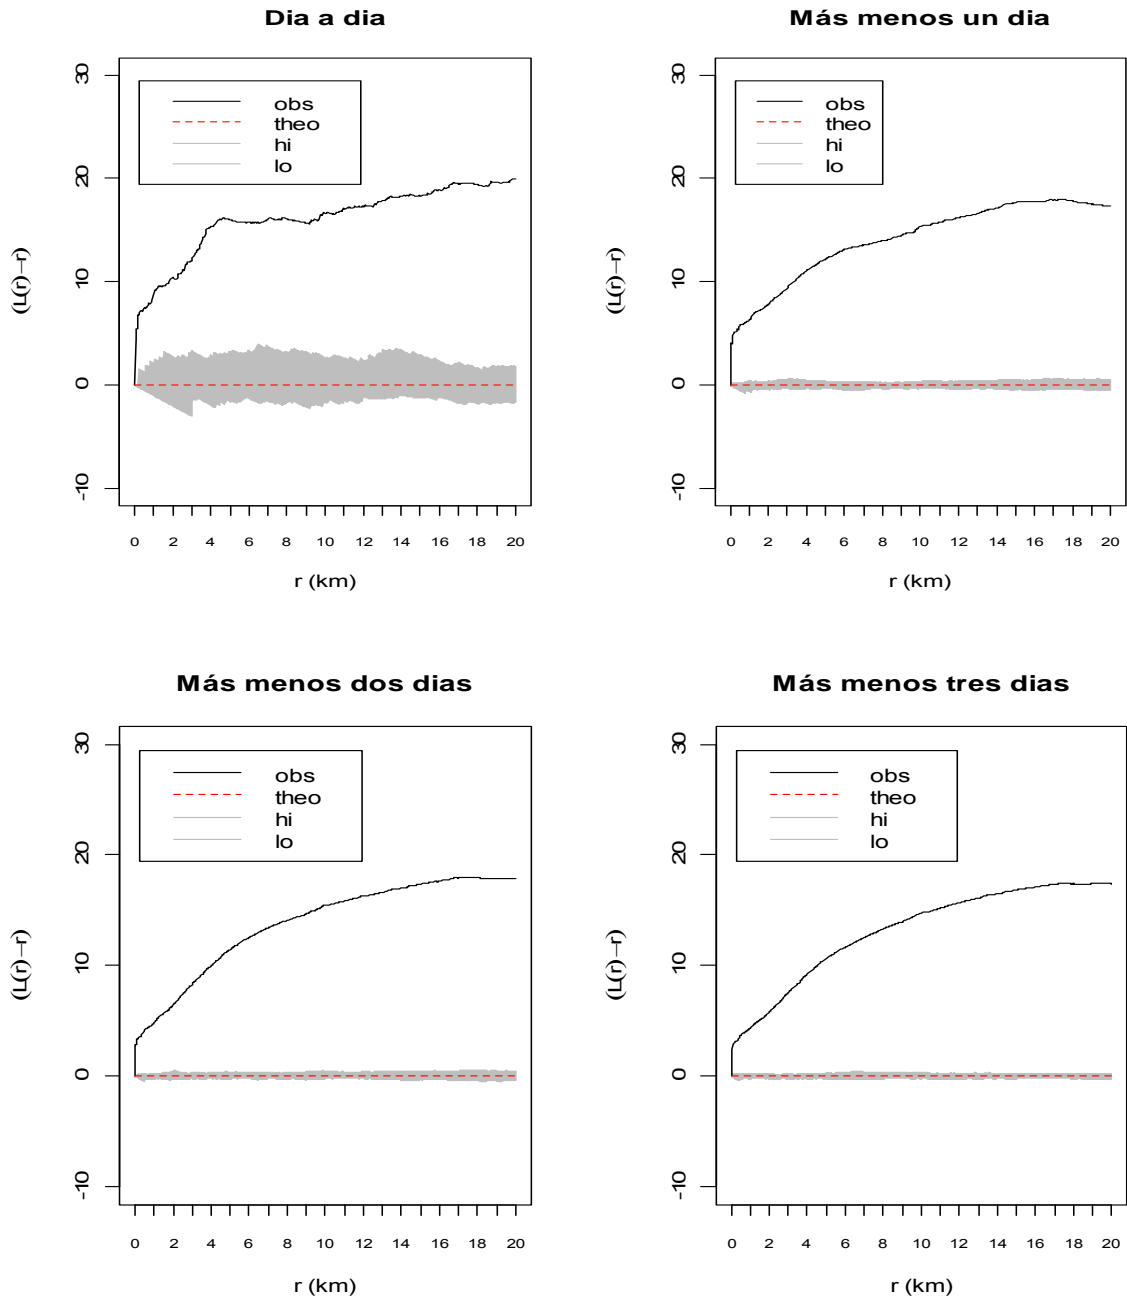 Dia a dia
30
20
10
0
-10
(L(r)−r)
obs
theo
hi
lo
0 2 4 6 8 10 12 14 16 18 20
r (km)
Más menos un dia
30
20
10
0
-10
(L(r)−r)
obs
theo
hi
lo
0 2 4 6 8 10 12 14 16 18 20
r (km)
Más menos dos dias
30
20
10
0
-10
(L(r)−r)
obs
theo
hi
lo
0 2 4 6 8 10 12 14 16 18 20
r (km)
Más menos tres dias
30
20
10
0
-10
(L(r)−r)
obs
theo
hi
lo
0 2 4 6 8 10 12 14 16 18 20
r (km)